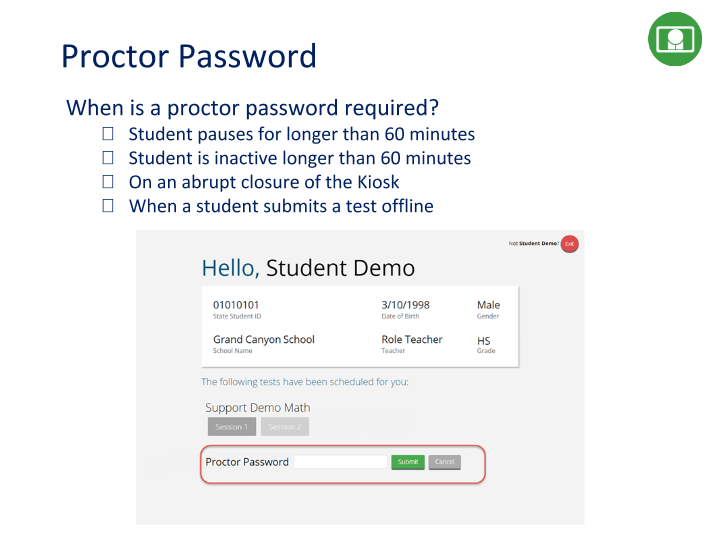 Proctor Password
When is a proctor password required?
Student pauses for longer than 60 minutes
Student is inactive longer than 60 minutes
On an abrupt closure of the Kiosk
When a student submits a test offline
Not Student Demo? Exit
Hello, Student Demo
01010101 3/10/1998 Male
State Student ID Date of Birth Gender
Grand Canyon School Role Teacher HS
School Name Teacher Grade
The following tests have been scheduled for you:
Support Demo Math
Session 1 Session 2
Proctor Password Submit Cancel